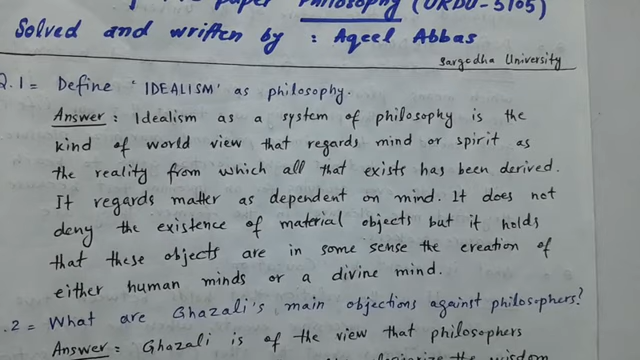 paper Philosophy (URDU-5105)
Solved and written by : Aqeel Abbas
Sargodha University
Q.1 = Define 'IDEALISM' as philosophy.
Answer : Idealism as a system of philosophy is the
kind of world view that regards mind or spirit as
the reality from which all that exists has been derived.
It regards matter as dependent on mind. It does not
deny the existence of material objects but it holds
that these objects are in some sense the creation of
either human minds or a divine mind.
.2 = What are Ghazali's main objections against philosophers?
Answer : Ghazali is of the view that philosophers
the wisdom